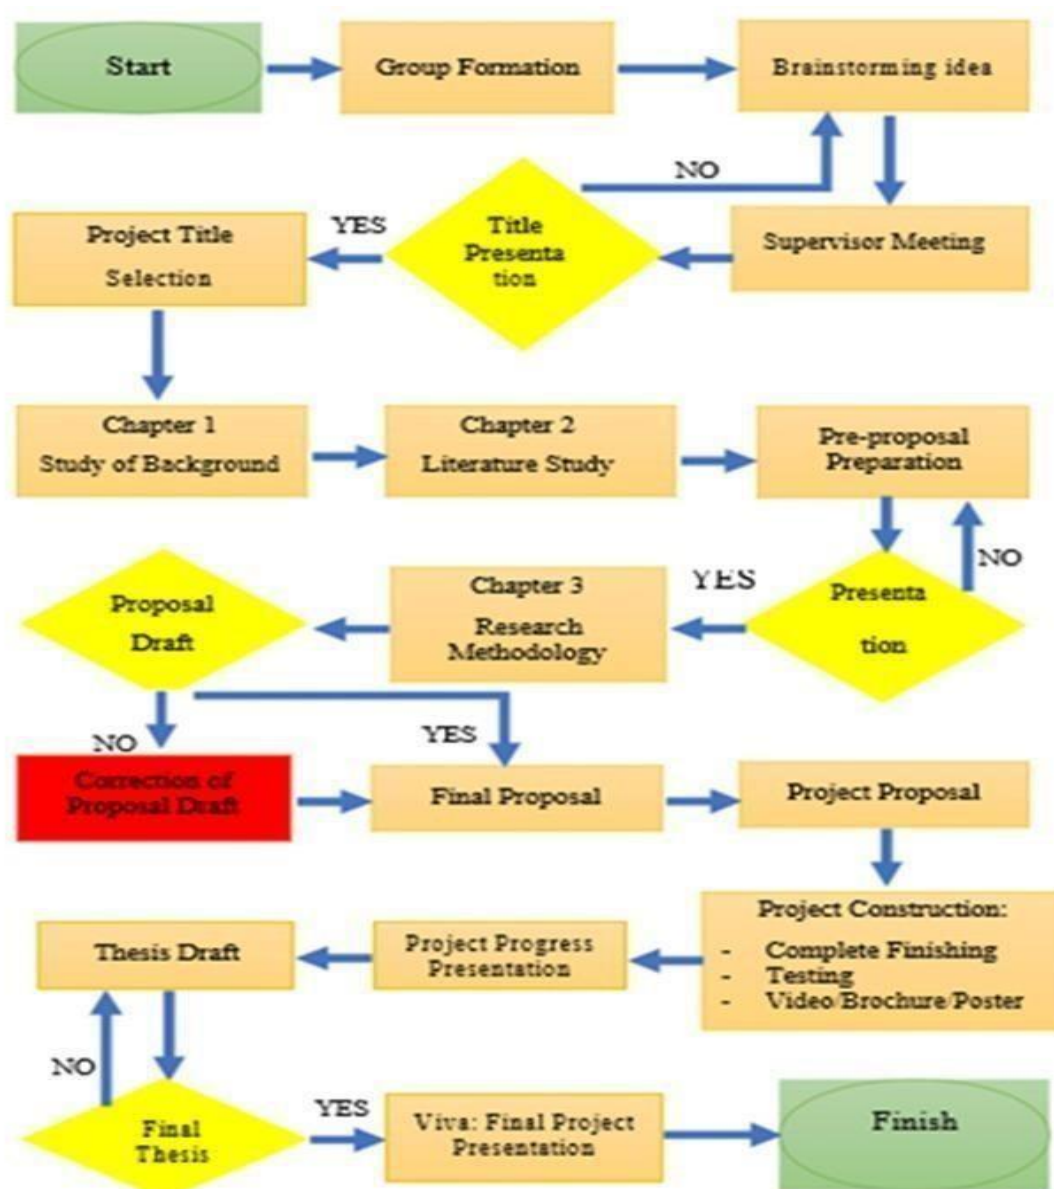 Start
Group Formation
Brainstorming idea
NO
YES
Title
Presenta
tion
Supervisor Meeting
Project Title
Selection
Chapter 1
Study of Background
Chapter 2
Literature Study
Pre-proposal
Preparation
NO
YES
Presenta
tion
Chapter 3
Research
Methodology
Proposal
Draft
NO
YES
Correction of
Proposal Draft
Final Proposal
Project Proposal
Project Construction:
- Complete Finishing
- Testing
- Video/Brochure/Poster
Project Progress
Presentation
Thesis Draft
NO
YES
Final
Thesis
Viva: Final Project
Presentation
Finish